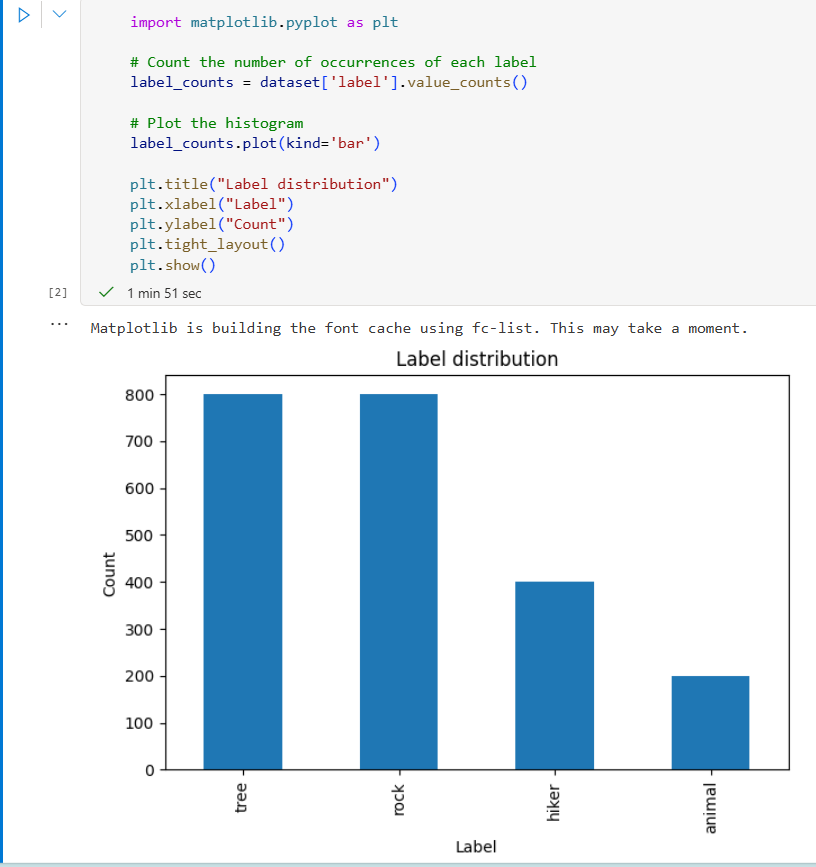 import matplotlib.pyplot as plt
# Count the number of occurrences of each label
label_counts = dataset['label'].value_counts()
# Plot the histogram
label_counts.plot(kind='bar')
plt.title("Label distribution")
plt.xlabel("Label")
plt.ylabel("Count")
plt.tight_layout()
plt.show()
[2]
1 min 51 sec
...
Matplotlib is building the font cache using fc-list. This may take a moment.
Label distribution
800
700
600
500
400
300
200
100
0
Count
tree
rock
hiker
animal
Label